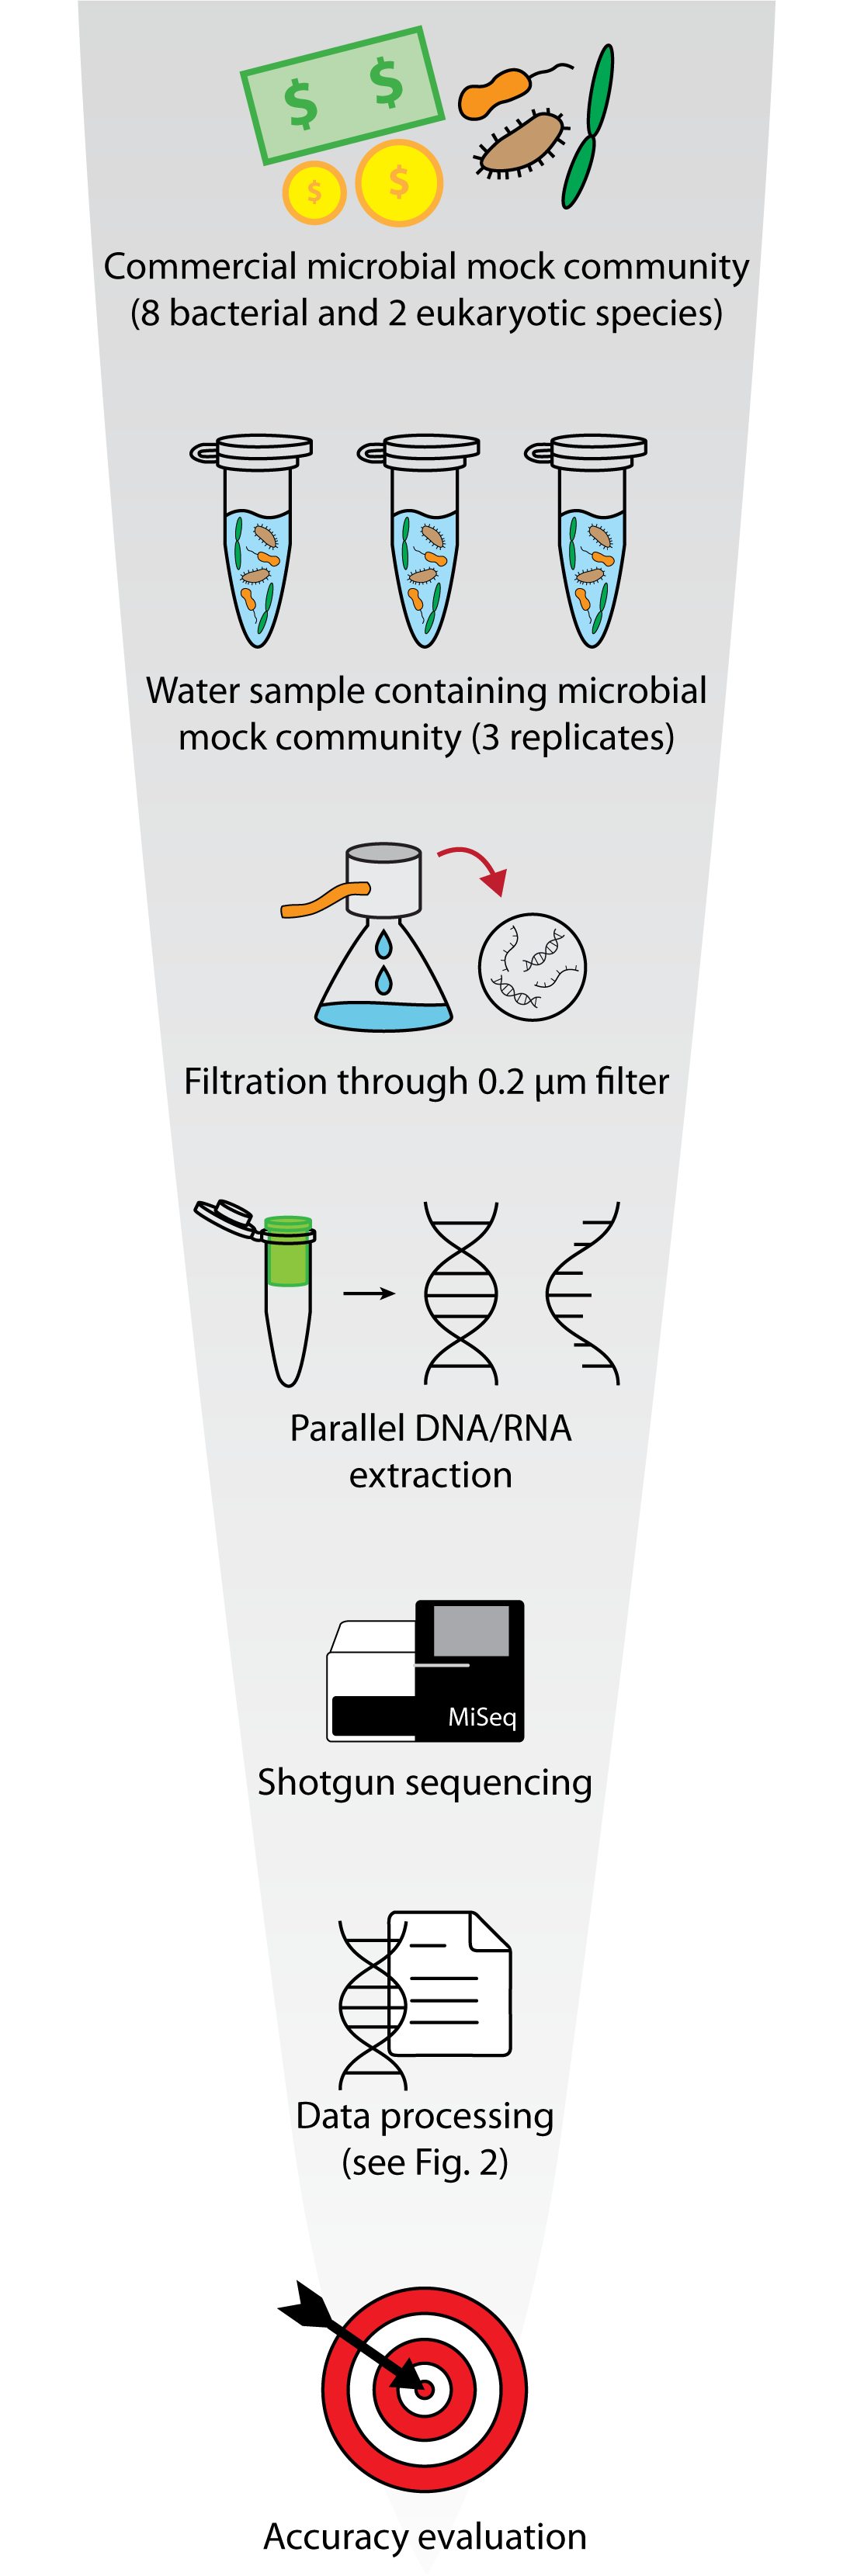 $ $
$ $
Commercial microbial mock community
(8 bacterial and 2 eukaryotic species)
Water sample containing microbial
mock community (3 replicates)
Filtration through 0.2 µm filter
Parallel DNA/RNA
extraction
MiSeq
Shotgun sequencing
Data processing
(see Fig. 2)
Accuracy evaluation